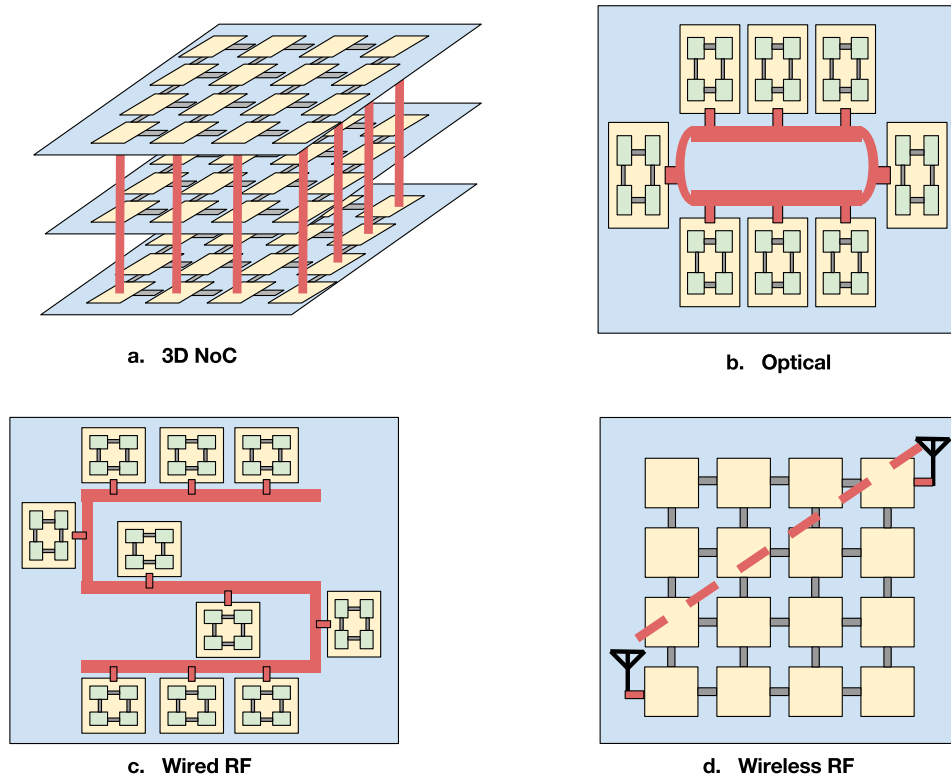 a. 3D NoC
b. Optical
c. Wired RF
d. Wireless RF